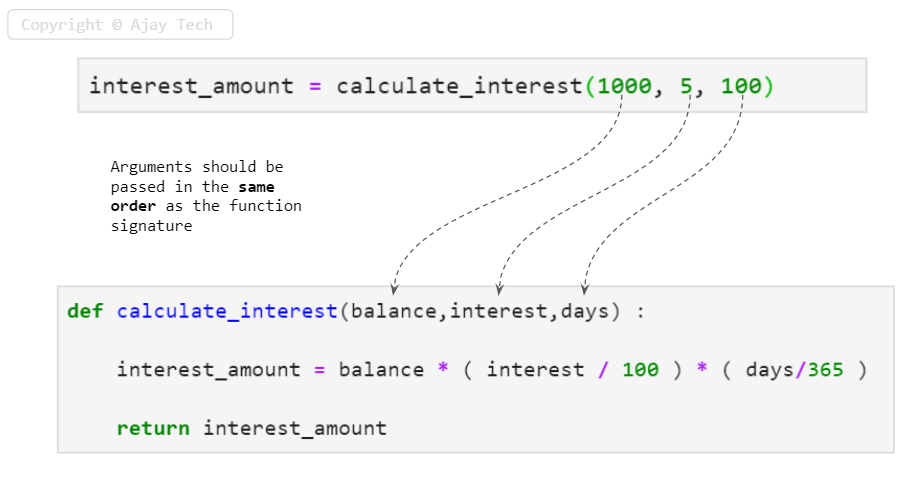 Copyright © Ajay Tech
interest_amount = calculate_interest(1000, 5, 100)
Arguments should be
passed in the same
order as the function
signature
def calculate_interest(balance,interest,days) :
interest_amount = balance * ( interest / 100 ) * ( days/365 )
return interest_amount